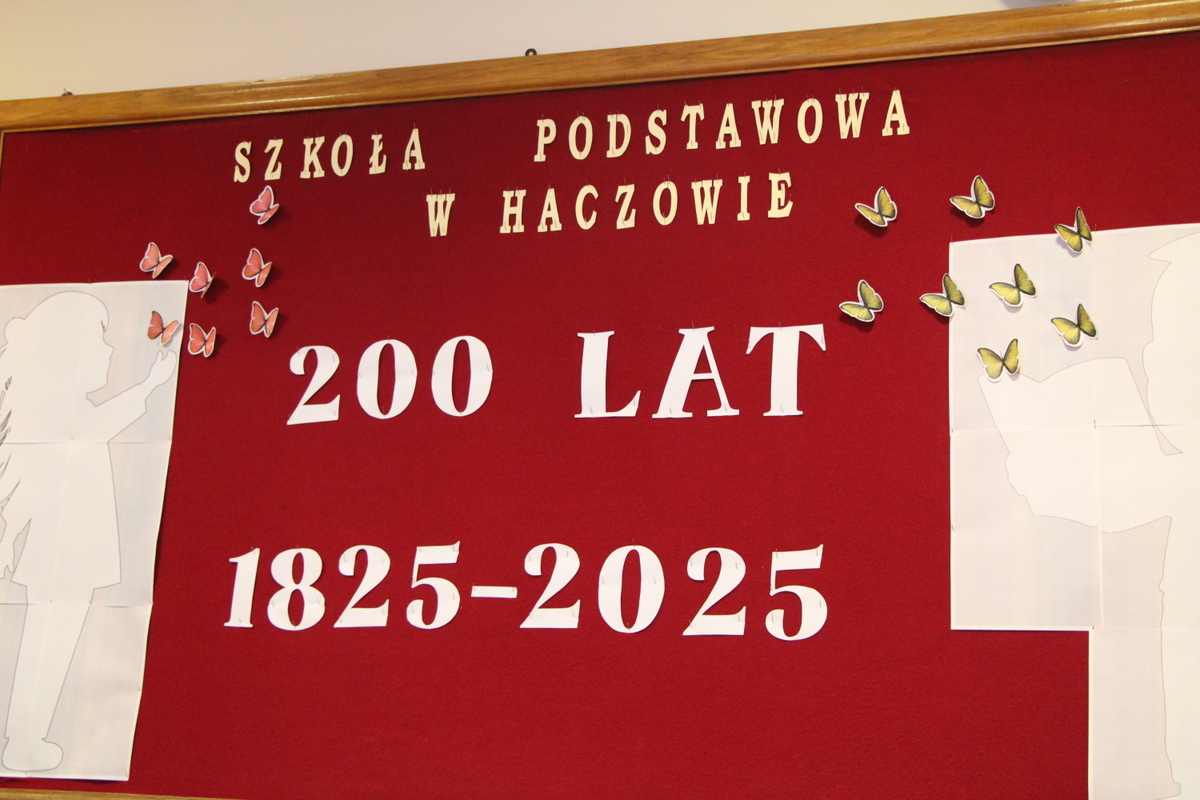 SZKOŁA PODSTAWOWA
W HACZOWIE
200 LAT
1825-2025